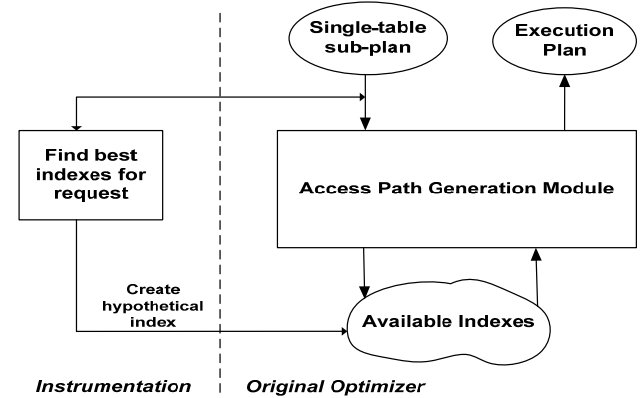 Single-table
sub-plan
Execution
Plan
Find best
indexes for
request
Access Path Generation Module
Create
hypothetical
index
Available Indexes
Instrumentation
Original Optimizer